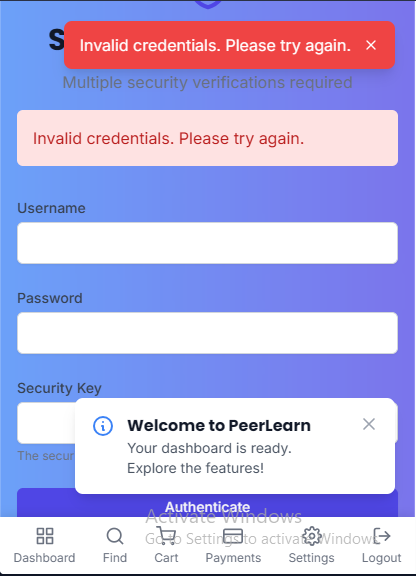 S
Invalid credentials. Please try again.
Multiple security verifications required
Invalid credentials. Please try again.
Username
Password
Security Key
Welcome to PeerLearn
Your dashboard is ready.
Explore the features!
The secur
Authenticate
Activate Windows
Go to Settings to activate Windows.
Dashboard
Find
Cart
Payments
Settings
Logout